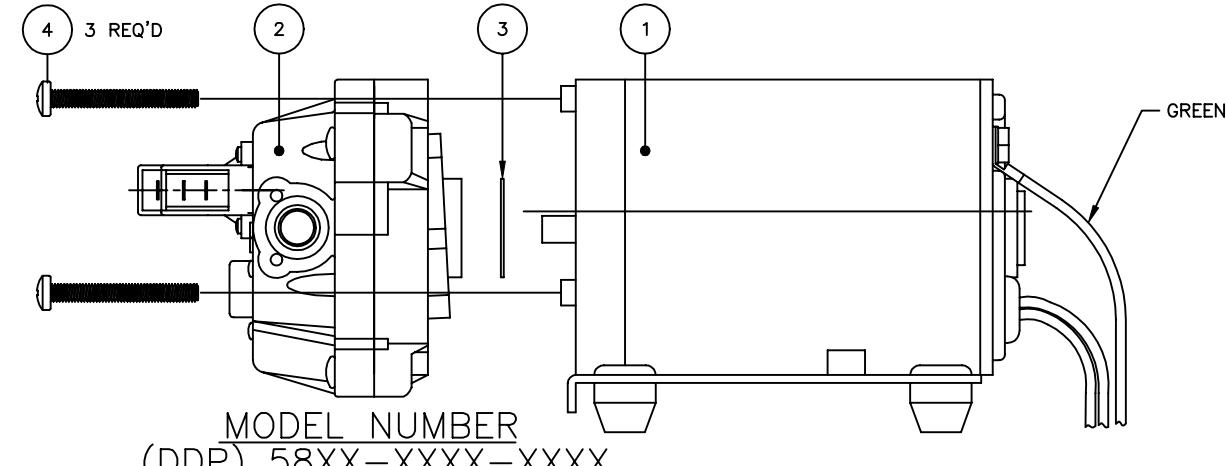 4 3 REQ'D 2 3 1
GREEN
MODEL NUMBER
(DDP) 58XX-XXXX-XXXX